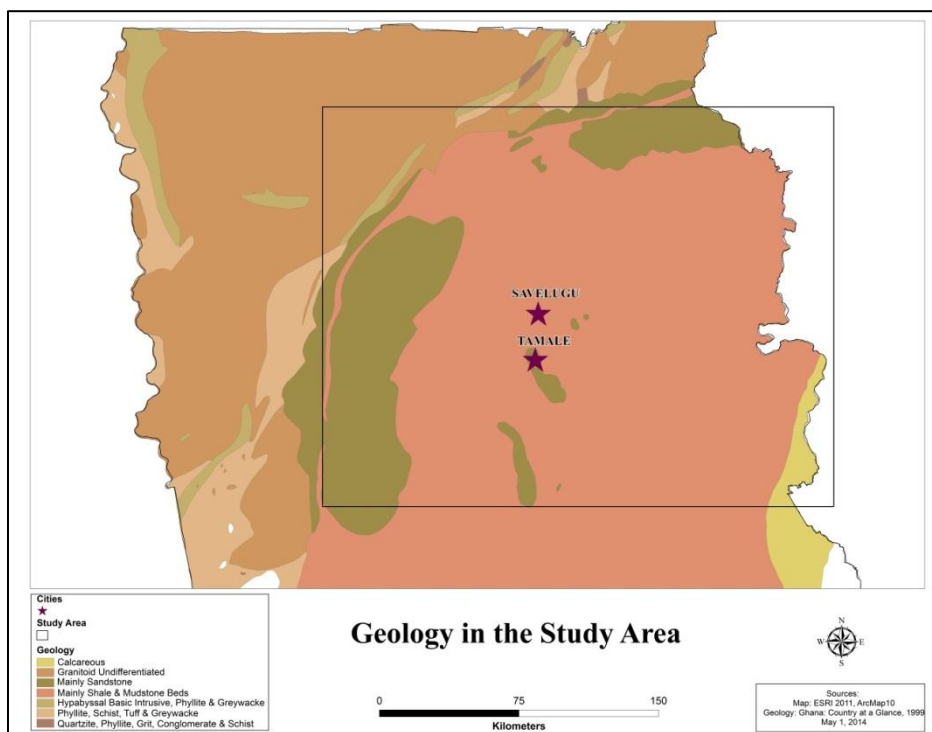 SAVELUGU
TAMALE
Cities
Study Area
Geology
Calcareous
Granitoid Undifferentiated
Mainly Sandstone
Mainly Shale & Mudstone Beds
Hypabyssal Basic Intrusive, Phyllite & Greywacke
Phyllite, Schist, Tuff & Greywacke
Quartzite, Phyllite, Grit, Conglomerate & Schist
Geology in the Study Area
0 75 150
Kilometers
N
W E
S
Sources:
Map: ESRI 2011, ArcMap10
Geology: Ghana: Country at a Glance, 1999
May 1, 2014